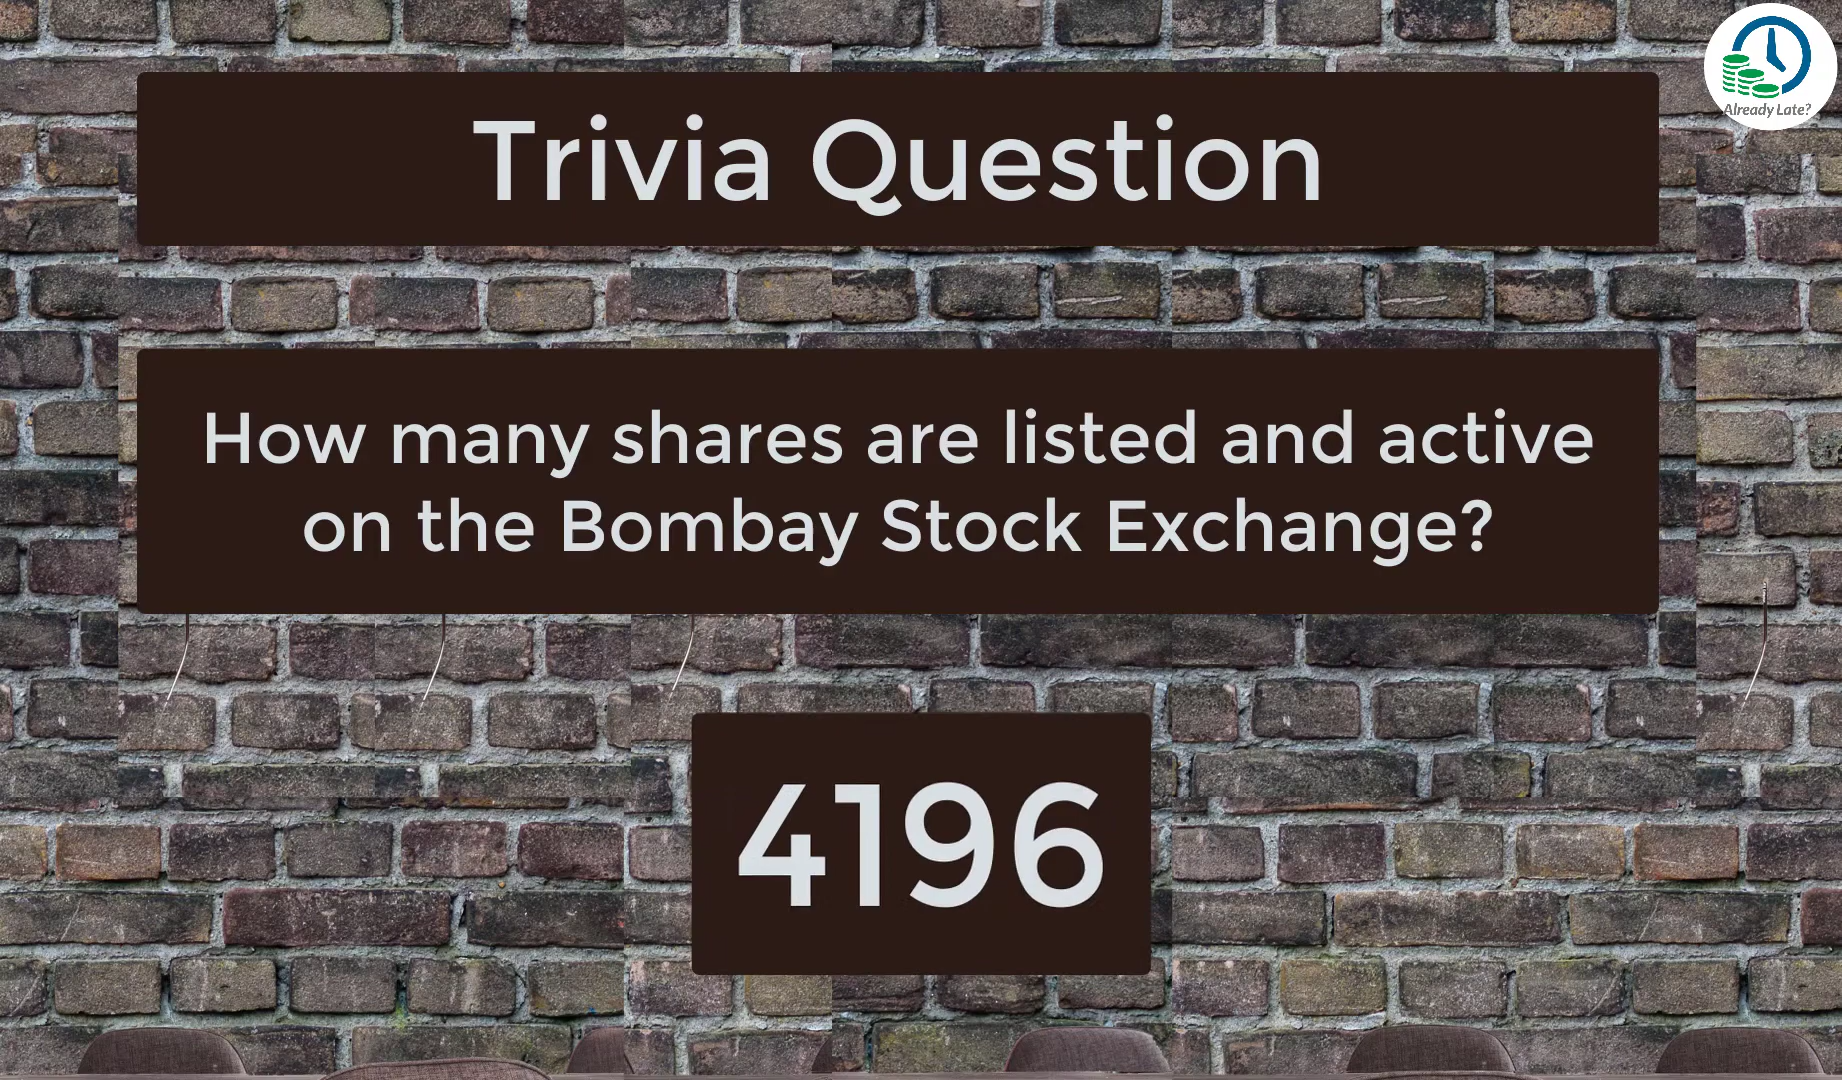 Already Late?
Trivia Question
How many shares are listed and active
on the Bombay Stock Exchange?
4196